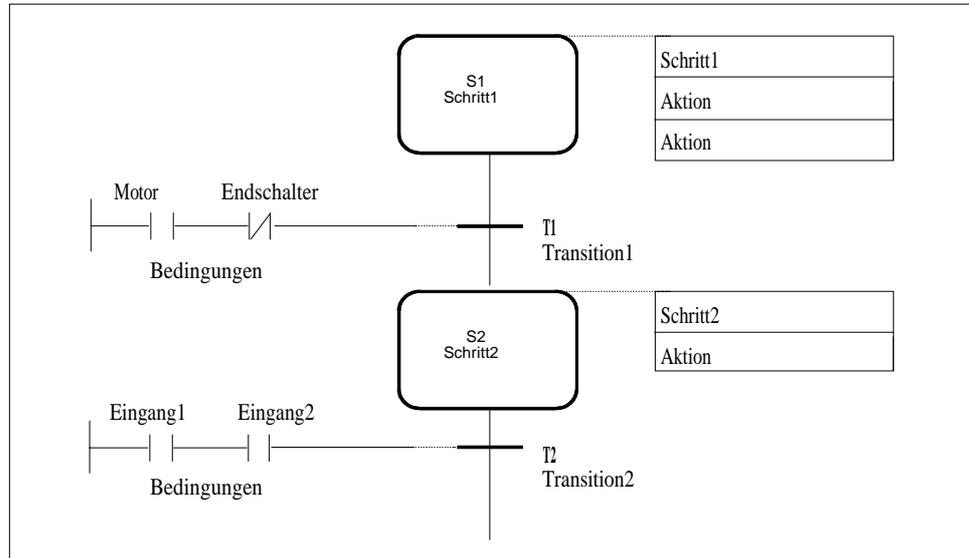 S1
Schritt1
Schritt1
Aktion
Aktion
Motor Endschalter
Bedingungen
T1
Transition1
S2
Schritt2
Schritt2
Aktion
Eingang1 Eingang2
Bedingungen
T2
Transition2